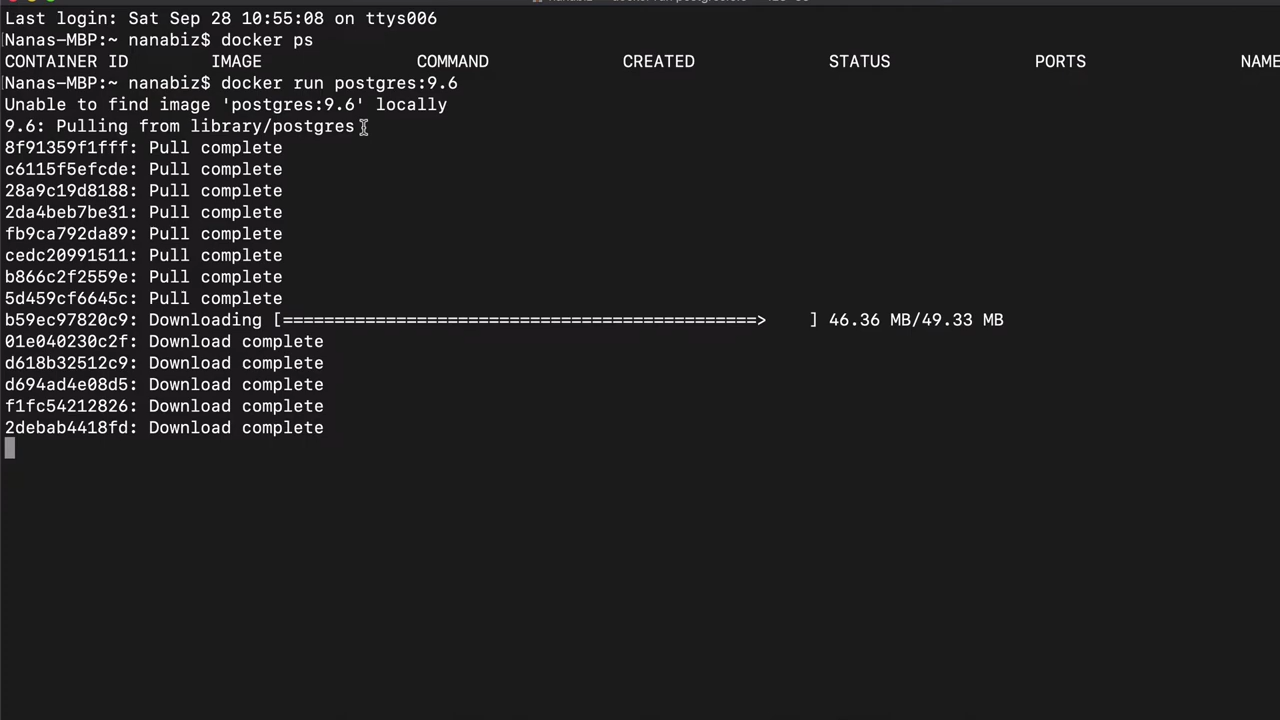 Last login: Sat Sep 28 10:55:08 on ttys006
Nanas-MBP:~ nanabiz$ docker ps
CONTAINER ID IMAGE COMMAND CREATED STATUS PORTS NAME
Nanas-MBP:~ nanabiz$ docker run postgres:9.6
Unable to find image 'postgres:9.6' locally
9.6: Pulling from library/postgres
8f91359f1fff: Pull complete
c6115f5efcde: Pull complete
28a9c19d8188: Pull complete
2da4beb7be31: Pull complete
fb9ca792da89: Pull complete
cedc20991511: Pull complete
b866c2f2559e: Pull complete
5d459cf6645c: Pull complete
b59ec97820c9: Downloading [==============================================> ] 46.36 MB/49.33 MB
01e040230c2f: Download complete
d618b32512c9: Download complete
d694ad4e08d5: Download complete
f1fc54212826: Download complete
2debab4418fd: Download complete